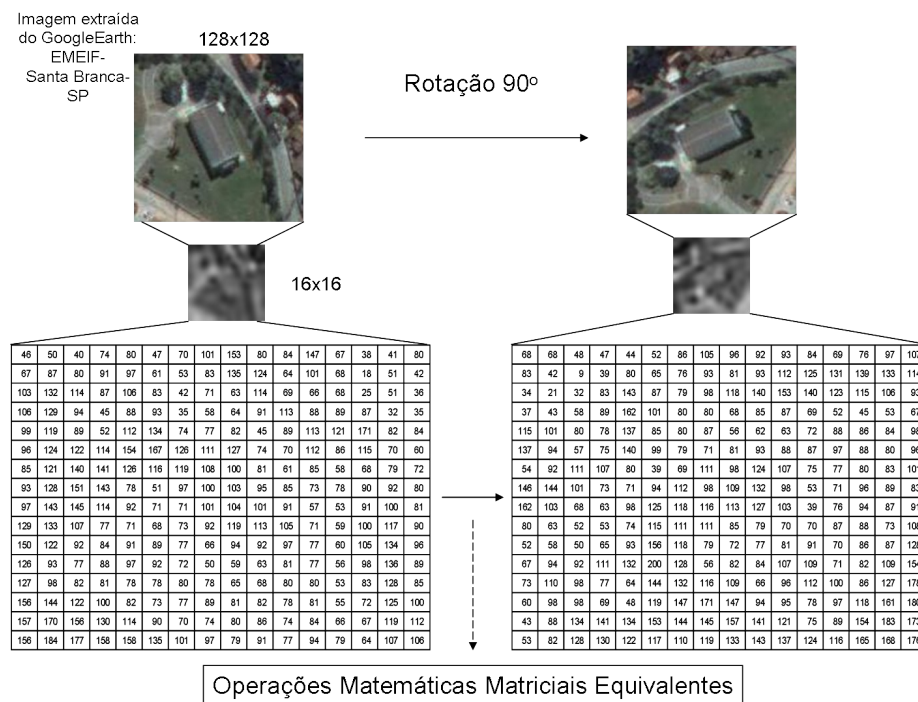 Imagem extraída
do GoogleEarth:
EMEIF-
Santa Branca-
SP
128x128
Rotação 90º
16x16
46 50 40 74 80 47 70 101 153 80 84 147 67 38 41 80
67 87 80 91 97 61 53 83 135 124 64 101 68 18 51 42
103 132 114 87 106 83 42 71 63 114 69 66 68 25 51 36
106 129 94 45 88 93 35 58 64 91 113 88 89 87 32 35
99 119 89 52 112 134 74 77 82 45 89 113 121 171 82 84
96 124 122 114 154 167 126 111 127 74 70 112 86 115 70 60
85 121 140 141 126 116 119 108 100 81 61 85 58 68 79 72
93 128 151 143 78 51 97 100 103 95 85 73 78 90 92 80
97 143 145 114 92 71 71 101 104 101 91 57 53 91 100 81
129 133 107 77 71 68 73 92 119 113 105 71 59 100 117 90
150 122 92 84 91 89 77 66 94 92 97 77 60 105 134 96
126 93 77 88 97 92 72 50 59 63 81 77 56 98 136 89
127 98 82 81 78 78 80 78 65 68 80 80 53 83 128 85
156 144 122 100 82 73 77 89 81 82 78 81 55 72 125 100
157 170 156 130 114 90 70 74 80 86 74 84 66 67 119 112
156 184 177 158 158 135 101 97 79 91 77 94 79 64 107 106
68 68 48 47 44 52 86 105 96 92 93 84 69 76 97 107
83 42 9 39 80 65 76 93 81 93 112 125 131 139 133 114
34 21 32 83 143 87 79 98 118 140 153 140 123 115 106 93
37 43 58 89 162 101 80 80 68 85 87 69 52 45 53 67
115 101 80 78 137 85 80 87 56 62 63 72 88 86 84 98
137 94 57 75 140 99 79 71 81 93 88 87 97 88 80 96
54 92 111 107 80 39 69 111 98 124 107 75 77 80 83 101
146 144 101 73 71 94 112 98 109 132 98 53 71 96 89 83
162 103 68 63 98 125 118 116 113 127 103 39 76 94 87 91
80 63 52 53 74 115 111 111 85 79 70 70 87 88 73 108
52 58 50 65 93 156 118 79 72 77 81 91 70 86 87 128
67 94 92 111 132 200 128 56 82 84 107 109 71 82 109 154
73 110 98 77 64 144 132 116 109 66 96 112 100 86 127 178
60 98 98 69 48 119 147 171 147 94 95 78 97 118 161 180
43 88 134 141 134 153 144 145 157 141 121 75 89 154 183 173
53 82 128 130 122 117 110 119 133 143 137 124 116 165 168 176
Operações Matemáticas Matriciais Equivalentes